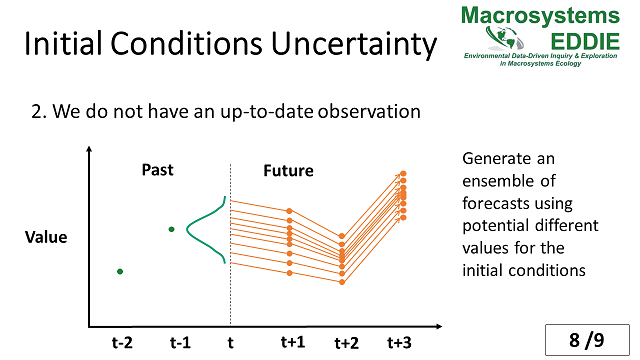 Macrosystems
EDDIE
Environmental Data-Driven Inquiry & Exploration
in Macrosystems Ecology
Initial Conditions Uncertainty
2. We do not have an up-to-date observation
Past
Future
Value
t-2
t-1
t
t+1
t+2
t+3
Generate an
ensemble of
forecasts using
potential different
values for the
initial conditions
8 /9